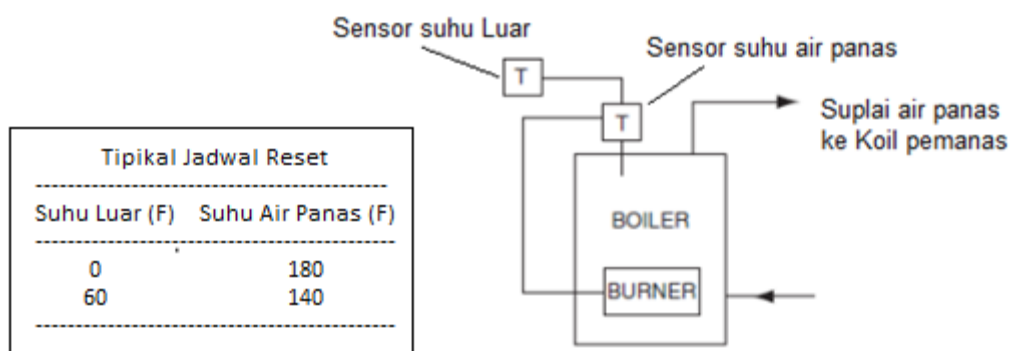 Tipikal Jadwal Reset
Suhu Luar (F) Suhu Air Panas (F)
0 180
60 140
Sensor suhu Luar
T
Sensor suhu air panas
T
Suplai air panas
ke Koil pemanas
BOILER
BURNER